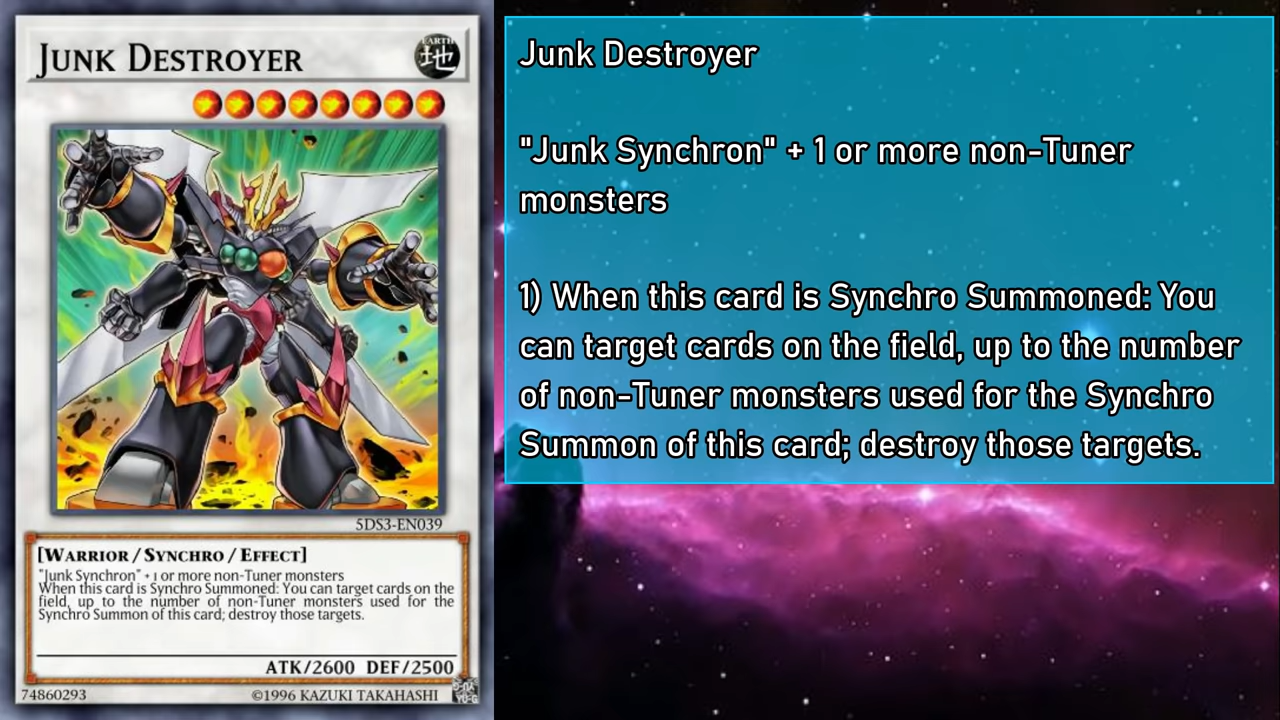 JUNK DESTROYER
EARTH
地
5DS3-EN039
[WARRIOR / SYNCHRO / EFFECT]
"Junk Synchron" + 1 or more non-Tuner monsters
When this card is Synchro Summoned: You can target cards on the
field, up to the number of non-Tuner monsters used for the
Synchro Summon of this card; destroy those targets.
ATK/2600 DEF/2500
74860293
©1996 KAZUKI TAKAHASHI
Junk Destroyer
"Junk Synchron" + 1 or more non-Tuner
monsters
1) When this card is Synchro Summoned: You
can target cards on the field, up to the number
of non-Tuner monsters used for the Synchro
Summon of this card; destroy those targets.